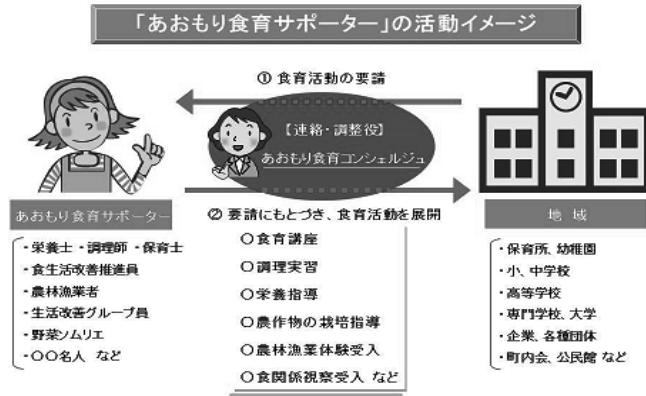 「あおもり食育サポーター」の活動イメージ
① 食育活動の要請
【連絡・調整役】
あおもり食育コンシェルジュ
② 要請にもとづき、食育活動を展開
あおもり食育サポーター
・栄養士 ・調理師 ・保育士
・食生活改善推進員
・農林漁業者
・生活改善グループ員
・野菜ソムリエ
・〇〇名人 など
〇食育講座
〇調理実習
〇栄養指導
〇農作物の栽培指導
〇農林漁業体験受入
〇食関係視察受入 など
地 域
・保育所、幼稚園
・小、中学校
・高等学校
・専門学校、大学
・企業、各種団体
・町内会、公民館 など